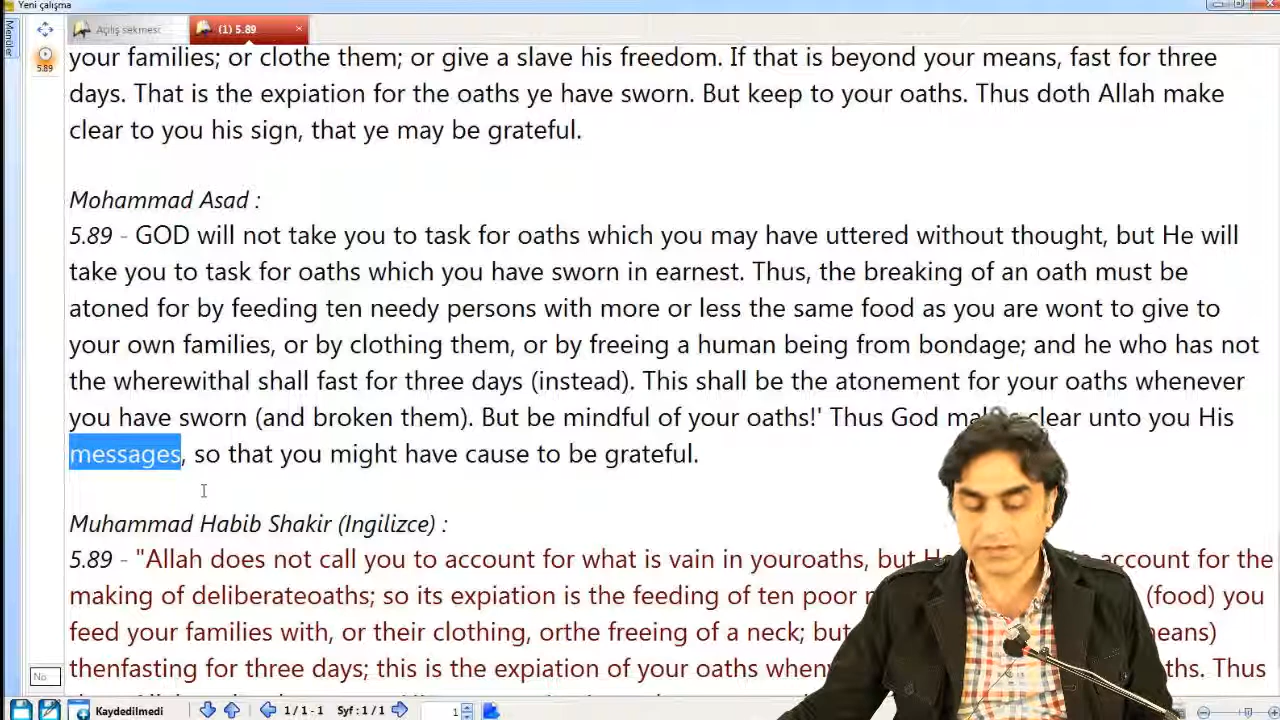 Yeni çalışma
Menüler
Açılış sekmesi
(1) 5.89
5.89
your families; or clothe them; or give a slave his freedom. If that is beyond your means, fast for three
days. That is the expiation for the oaths ye have sworn. But keep to your oaths. Thus doth Allah make
clear to you his sign, that ye may be grateful.
Mohammad Asad :
5.89 - GOD will not take you to task for oaths which you may have uttered without thought, but He will
take you to task for oaths which you have sworn in earnest. Thus, the breaking of an oath must be
atoned for by feeding ten needy persons with more or less the same food as you are wont to give to
your own families, or by clothing them, or by freeing a human being from bondage; and he who has not
the wherewithal shall fast for three days (instead). This shall be the atonement for your oaths whenever
you have sworn (and broken them). But be mindful of your oaths!' Thus God makes clear unto you His
messages, so that you might have cause to be grateful.
Muhammad Habib Shakir (Ingilizce) :
5.89 - "Allah does not call you to account for what is vain in youroaths, but He account for the
making of deliberateoaths; so its expiation is the feeding of ten poor (food) you
feed your families with, or their clothing, orthe freeing of a neck; but means)
thenfasting for three days; this is the expiation of your oaths Thus
No
Kaydedilmedi
1 / 1 - 1
Syf : 1 / 1
1